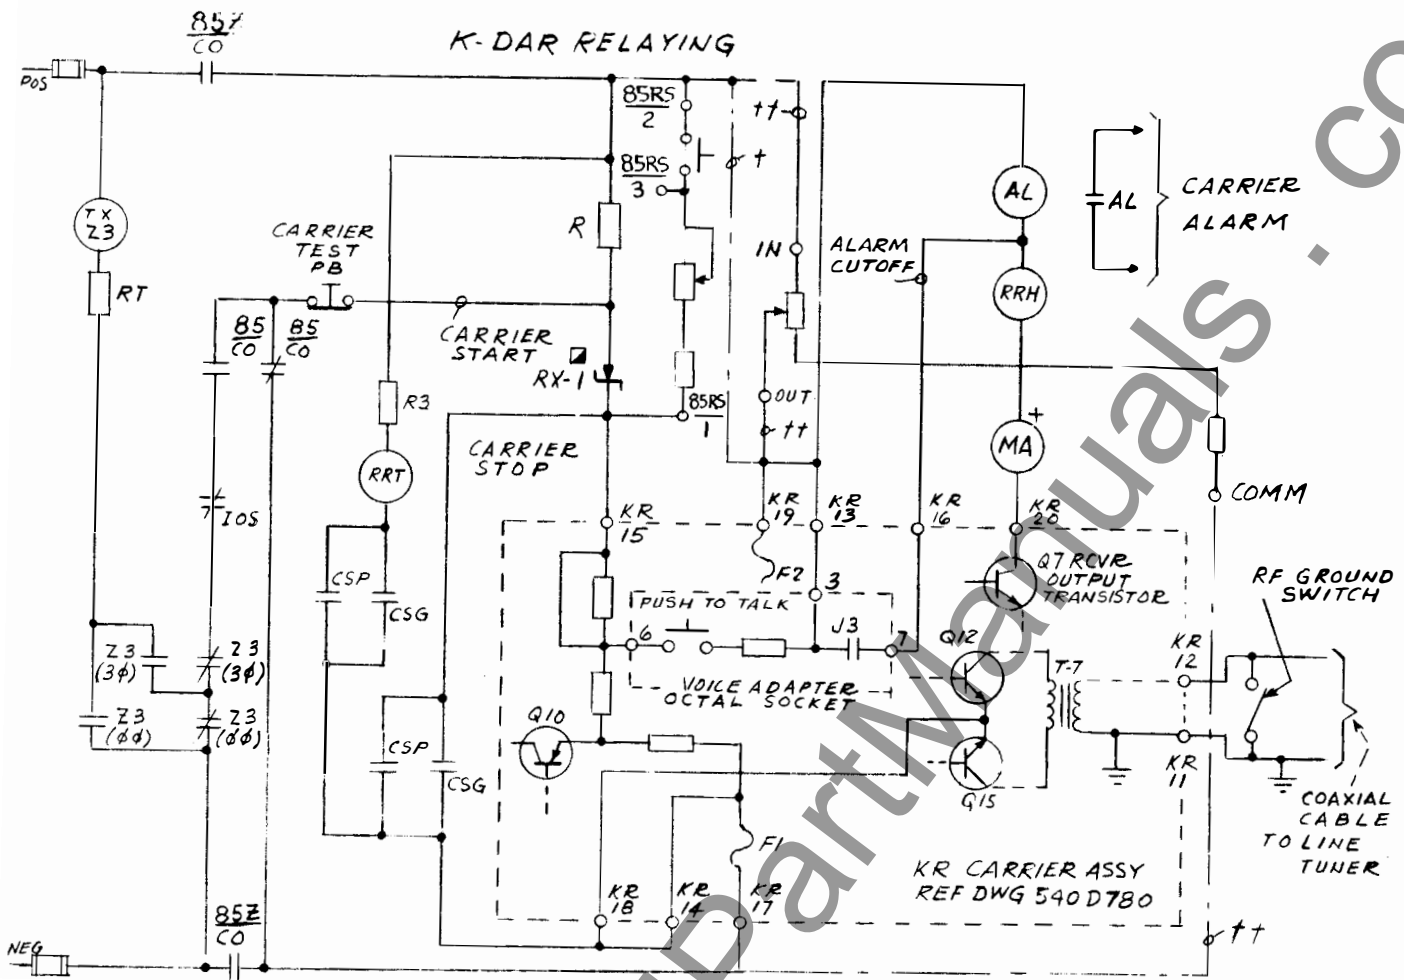 85Z
CO
K-DAR RELAYING
POS
85RS
2
††
†
85RS
3
AL
AL
CARRIER
ALARM
TX
Z3
CARRIER
TEST
PB
R
IN
ALARM
CUTOFF
RRH
RT
85
CO
85
CO
CARRIER
START
RX-1
OUT
††
85RS
1
R3
+
MA
CARRIER
STOP
RRT
COMM
IOS
KR
15
KR
19
KR
13
KR
16
KR
20
F2
Q7 RCVR
OUTPUT
TRANSISTOR
RF GROUND
SWITCH
CSP
CSG
3
PUSH TO TALK
6
J3
7
Q12
Z3
(3Φ)
Z3
(3Φ)
VOICE ADAPTER
OCTAL SOCKET
T-7
KR
12
Z3
(ΦΦ)
Z3
(ΦΦ)
Q10
CSP
CSG
Q15
KR
11
COAXIAL
CABLE
TO LINE
TUNER
F1
KR CARRIER ASSY
REF DWG 540D780
KR
18
KR
14
KR
17
85Z
CO
††
NEG
DartManuals.co